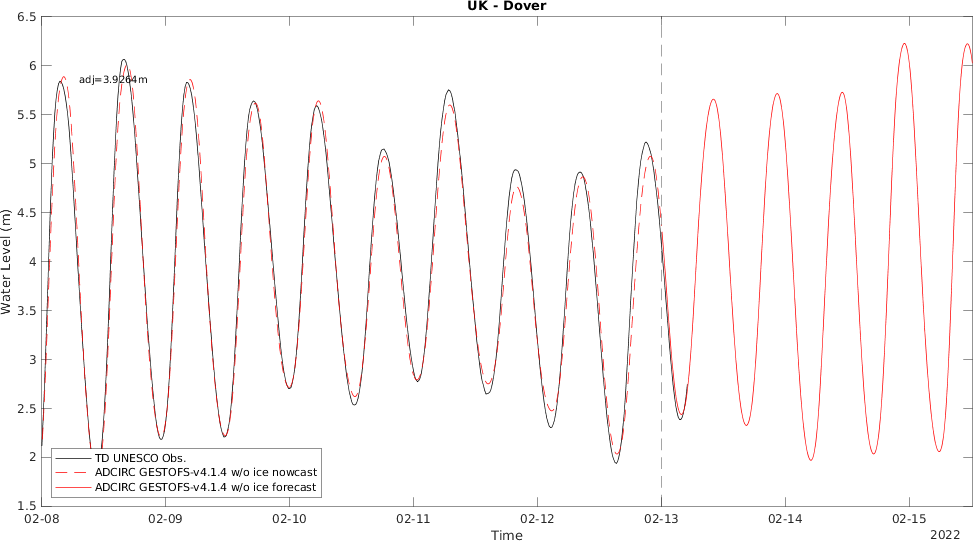 UK - Dover
6.5
6
5.5
5
4.5
4
3.5
3
2.5
2
1.5
Water Level (m)
adj=3.9264m
TD UNESCO Obs.
ADCIRC GESTOFS-v4.1.4 w/o ice nowcast
ADCIRC GESTOFS-v4.1.4 w/o ice forecast
02-08 02-09 02-10 02-11 02-12 02-13 02-14 02-15
Time
2022